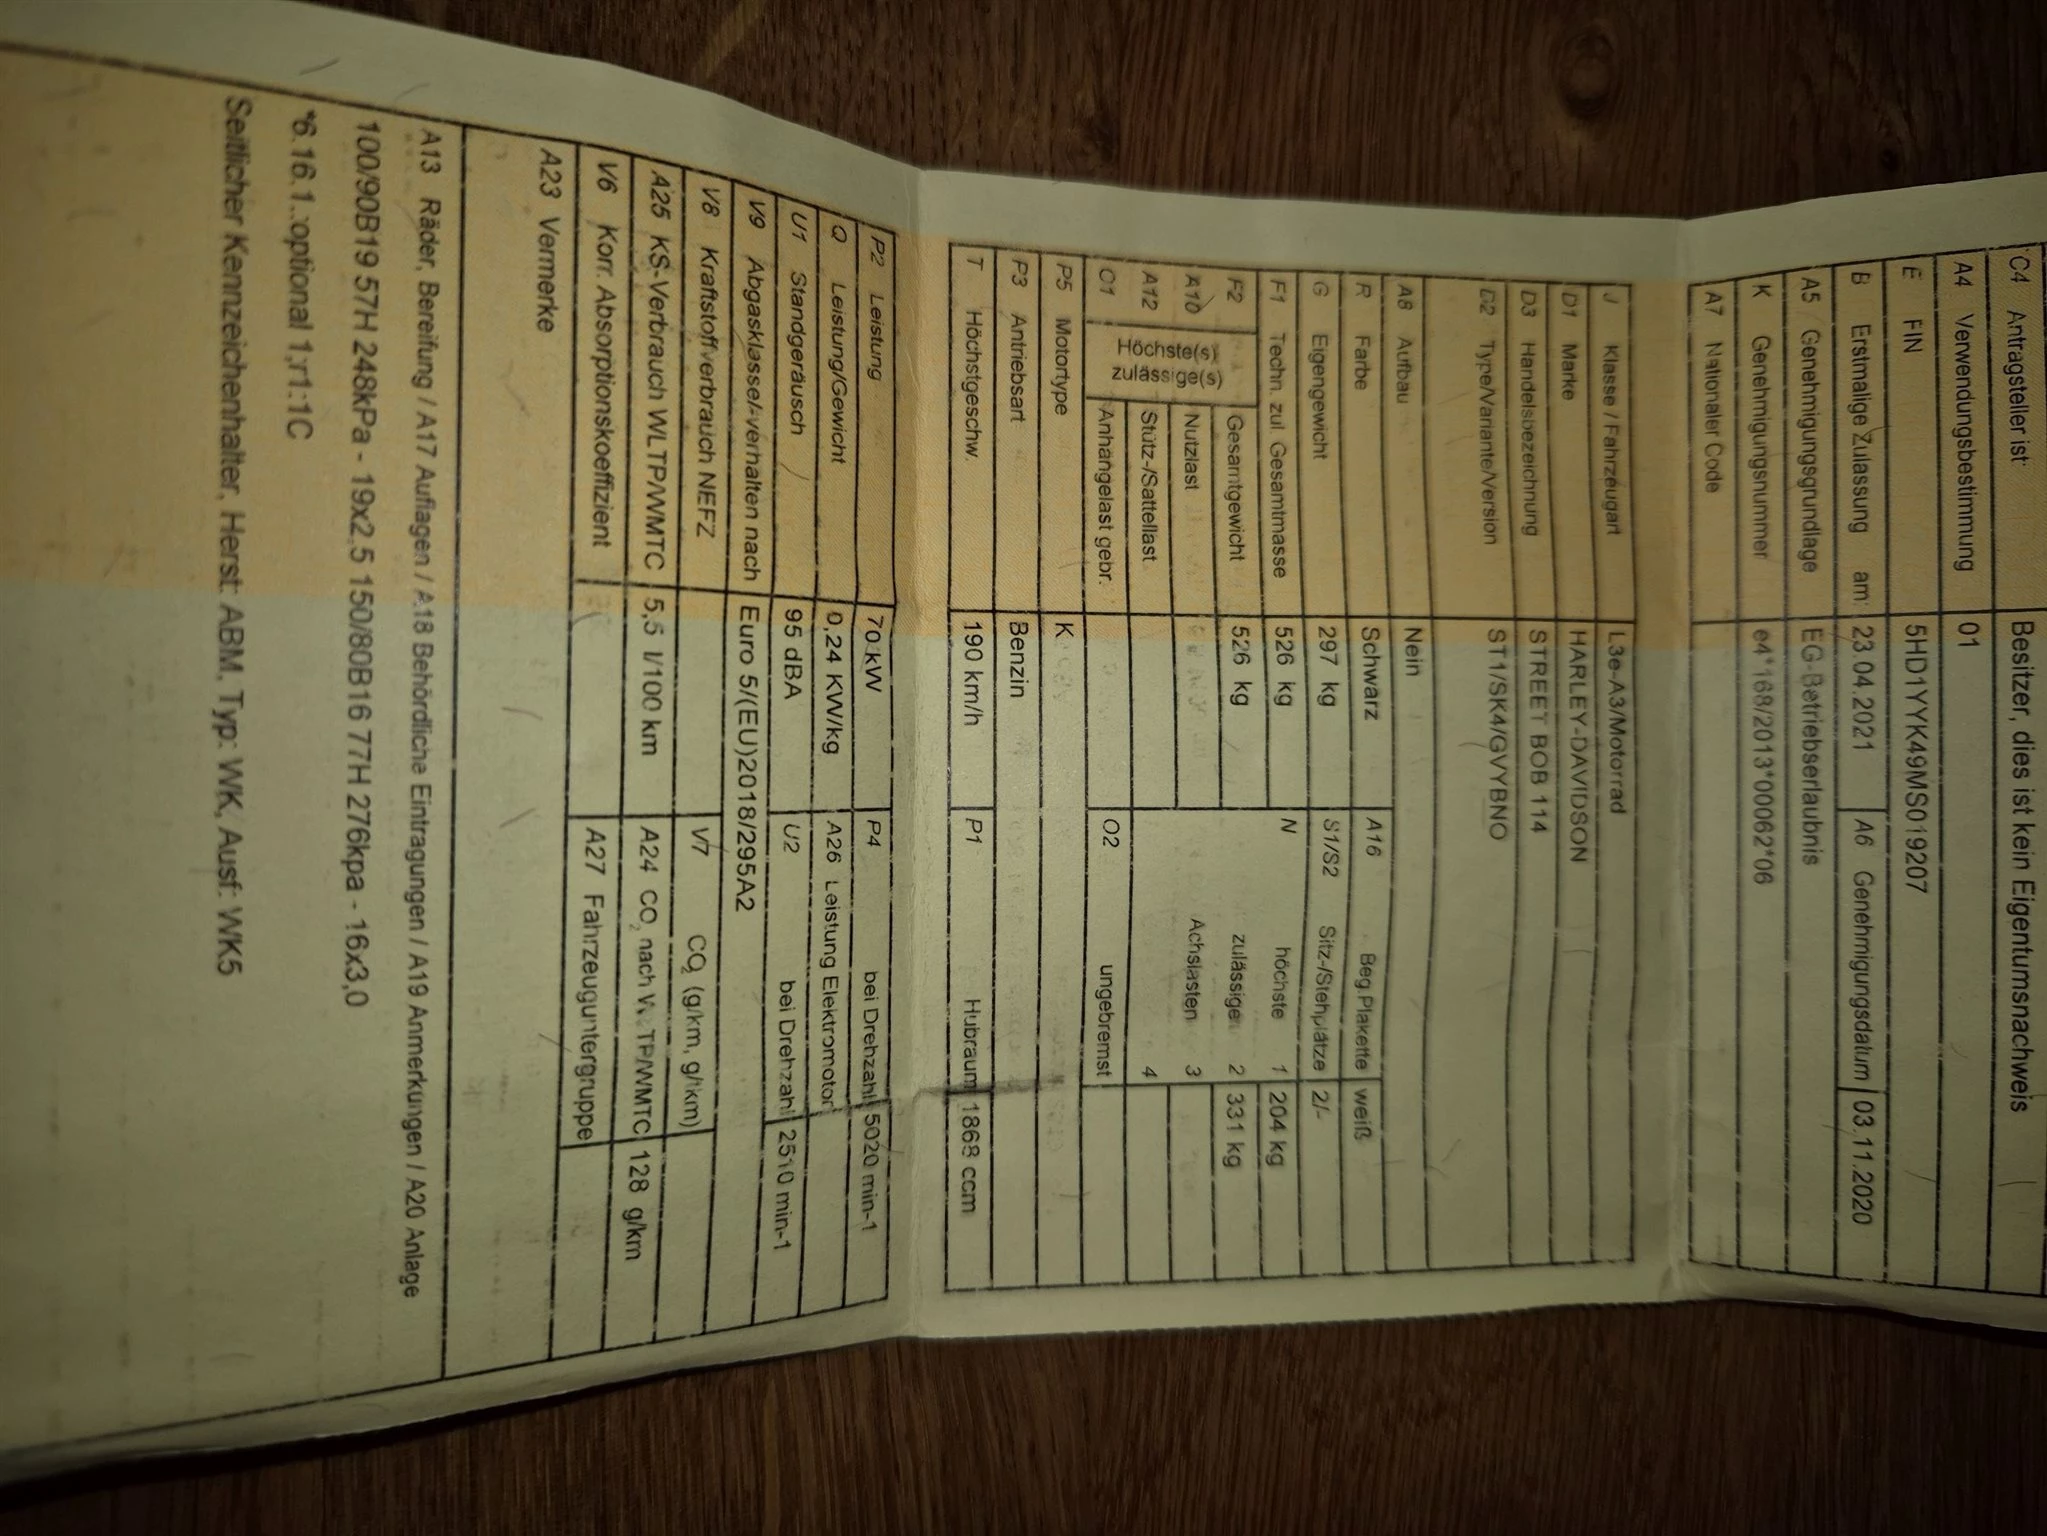 C4 Antragsteller ist: Besitzer, dies ist kein Eigentumsnachweis
A4 Verwendungsbestimmung 01
E FIN 5HD1YYK49MS019207
B Erstmalige Zulassung am: 23.04.2021 A6 Genehmigungsdatum 03.11.2020
A5 Genehmigungsgrundlage EG-Betriebserlaubnis
K Genehmigungsnummer e4*168/2013*00062*06
A7 Nationaler Code
J Klasse / Fahrzeugart L3e-A3/Motorrad
D1 Marke HARLEY-DAVIDSON
D3 Handelsbezeichnung STREET BOB 114
D2 Type/Variante/Version ST1/SK4/GVYBNO
A8 Aufbau Nein
R Farbe Schwarz A16 Beg.Plakette weiß
G Eigengewicht 297 kg S1/S2 Sitz-/Stehplätze 2/-
F1 Techn. zul Gesamtmasse 526 kg N höchste 1 204 kg
F2 Höchste(s) zulässige(s) Gesamtgewicht 526 kg zulässige 2 331 kg
A10 Nutzlast Achslasten 3
A12 Stütz-/Sattellast 4
O1 Anhängelast gebr. O2 ungebremst
P5 Motortype K
P3 Antriebsart Benzin
T Höchstgeschw. 190 km/h P1 Hubraum 1868 ccm
P2 Leistung 70 kW P4 bei Drehzahl 5020 min-1
Q Leistung/Gewicht 0,24 KW/kg A26 Leistung Elektromotor
U1 Standgeräusch 95 dBA U2 bei Drehzahl 2510 min-1
V9 Abgasklasse/-verhalten nach Euro 5/(EU)2018/295A2
V8 Kraftstoffverbrauch NEFZ V7 CO2 (g/km, g/tkm)
A25 KS-Verbrauch WLTP/WMTC 5,5 l/100 km A24 CO2 nach WLTP/WMTC 128 g/km
V6 Korr. Absorptionskoeffizient A27 Fahrzeuguntergruppe
A23 Vermerke
A13 Räder, Bereifung / A17 Auflagen / A18 Behördliche Eintragungen / A19 Anmerkungen / A20 Anlage
100/90B19 57H 248kPa - 19x2.5 150/80B16 77H 276kpa - 16x3,0
*6.16.1.:optional 1;r1:1C
Seitlicher Kennzeichenhalter, Herst: ABM, Typ: WK, Ausf: WK5